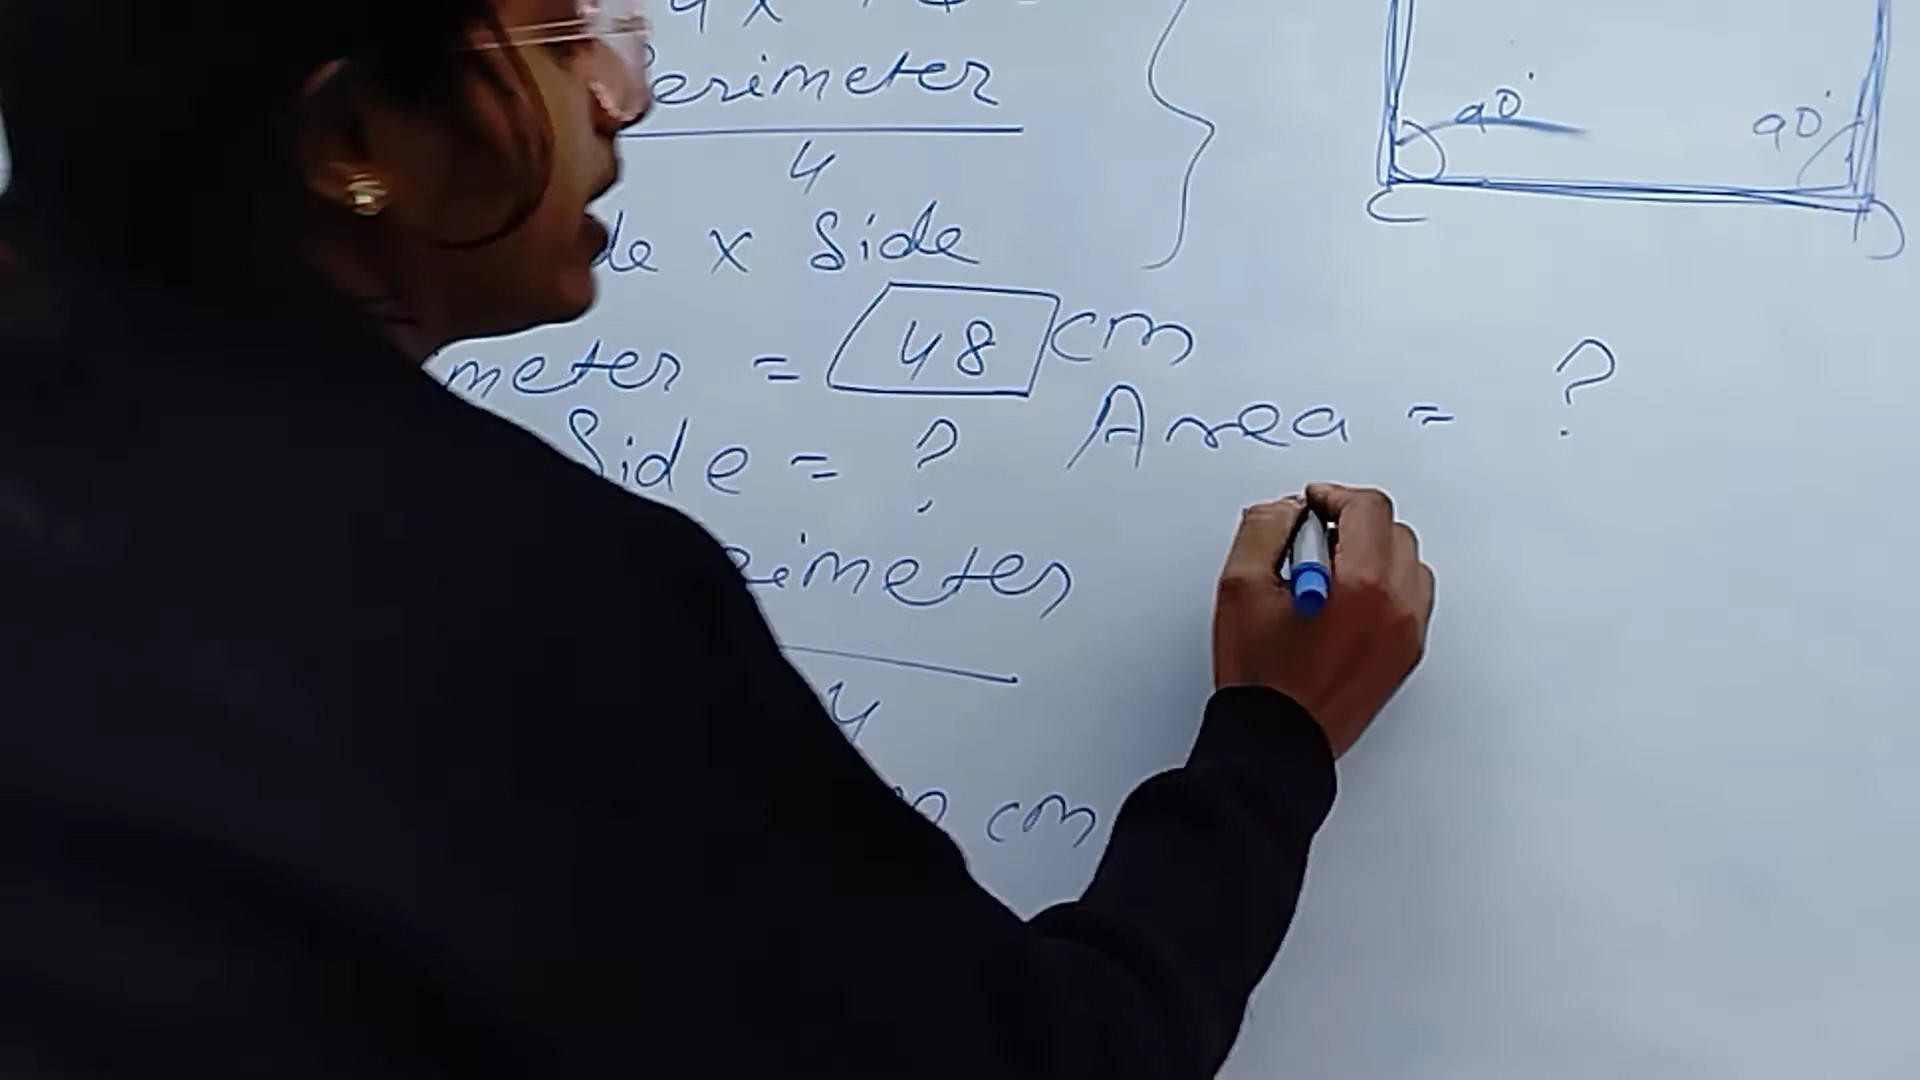 4 x
erimeter
4
de x Side
meter = 48 cm
Side = ? Area = ?
rimeter
4
cm
90°
90°
C D